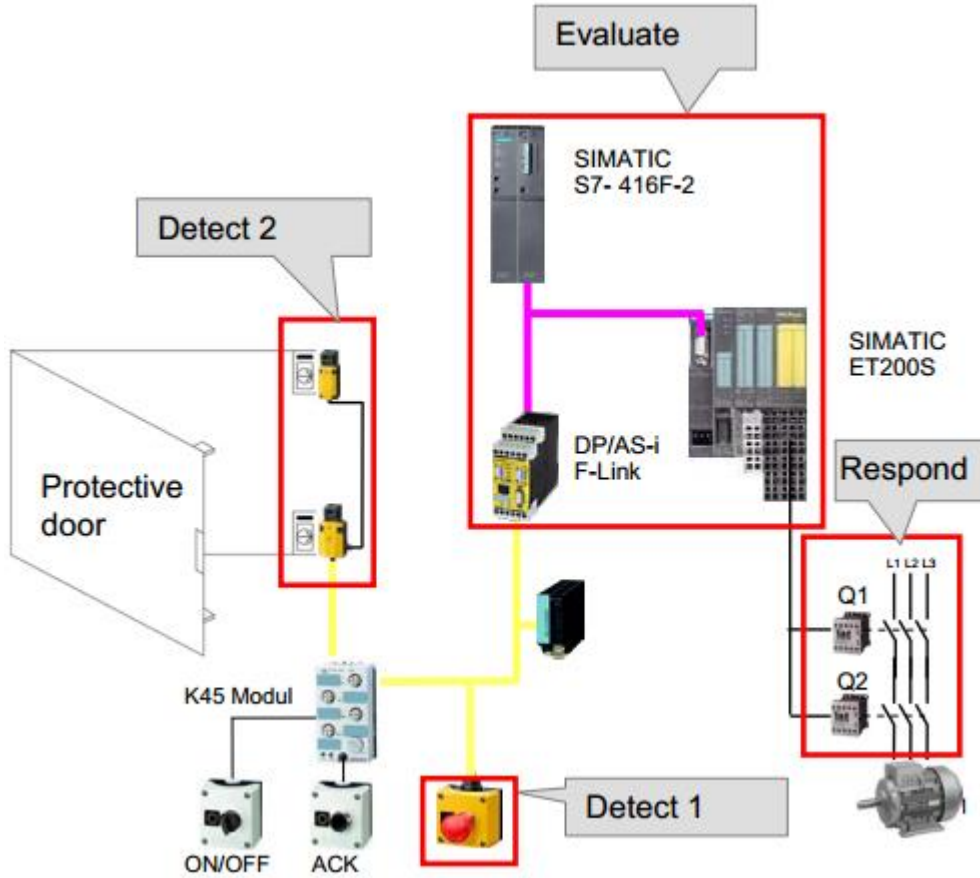 Evaluate
SIMATIC
S7- 416F-2
Detect 2
SIMATIC
ET200S
DP/AS-i
F-Link
Respond
Protective
door
L1 L2 L3
Q1
Q2
K45 Modul
Detect 1
ON/OFF
ACK